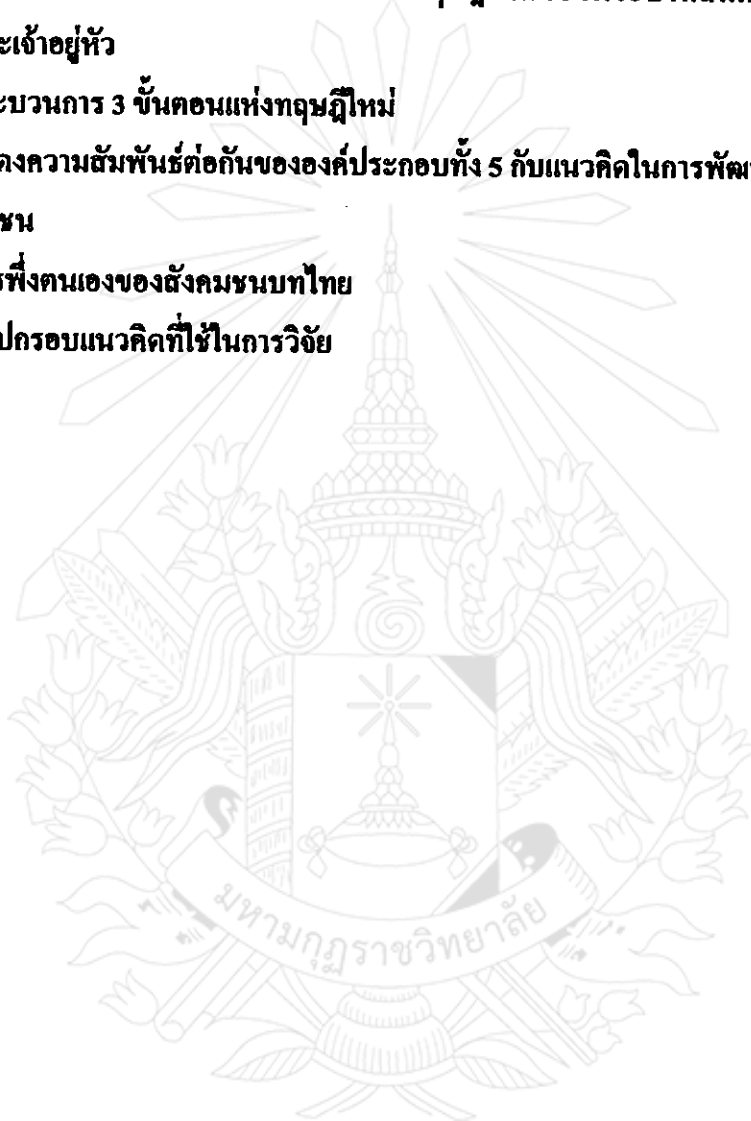 ะเจ้าอยู่หัว
ะบวนการ 3 ขั้นตอนแห่งทฤษฎีใหม่
ดงความสัมพันธ์ต่อกันขององค์ประกอบทั้ง 5 กับแนวคิดในการพัฒ
ชน
รพึ่งตนเองของสังคมชนบทไทย
ปกรอบแนวคิดที่ใช้ในการวิจัย
มหามกุฏราชวิทยาลัย